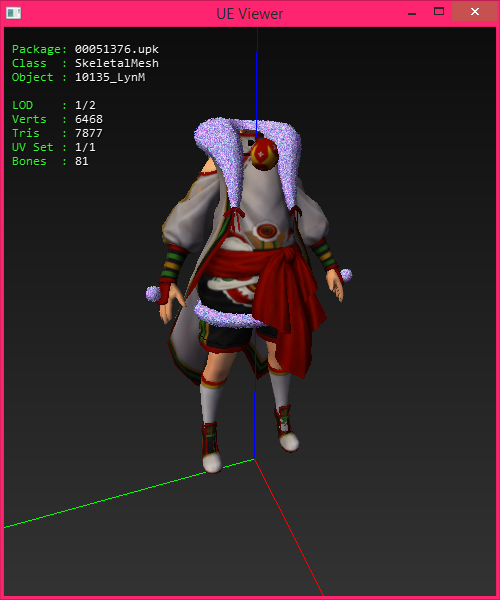 UE Viewer
Package: 00051376.upk
Class : SkeletalMesh
Object : 10135_LynM
LOD : 1/2
Verts : 6468
Tris : 7877
UV Set : 1/1
Bones : 81